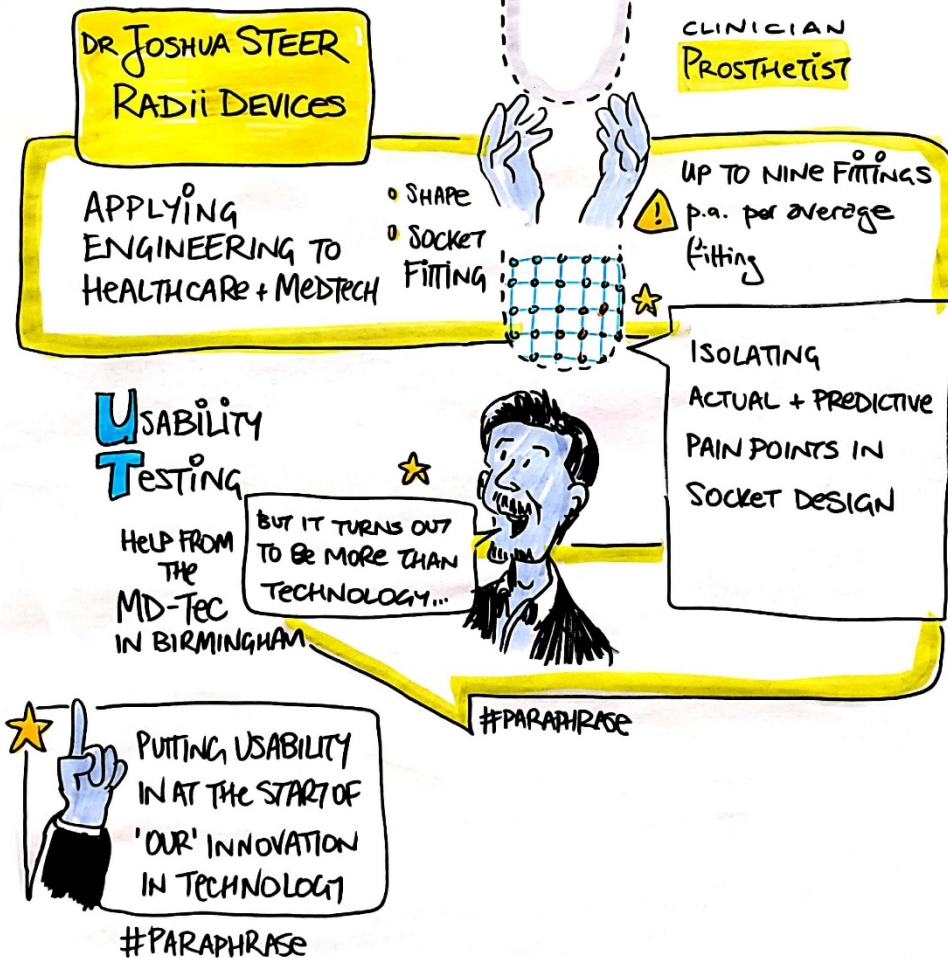 DR JOSHUA STEER
RADII DEVICES
CLINICIAN
PROSTHETIST
APPLYING
ENGINEERING TO
HEALTHCARE + MEDTECH
SHAPE
SOCKET
FITTING
UP TO NINE FITTINGS
p.a. per average
fitting
ISOLATING
ACTUAL + PREDICTIVE
PAIN POINTS IN
SOCKET DESIGN
USABILITY
TESTING
HELP FROM
THE
MD-TEC
IN BIRMINGHAM
BUT IT TURNS OUT
TO BE MORE THAN
TECHNOLOGY...
#PARAPHRASE
PUTTING USABILITY
IN AT THE START OF
'OUR' INNOVATION
IN TECHNOLOGY
#PARAPHRASE